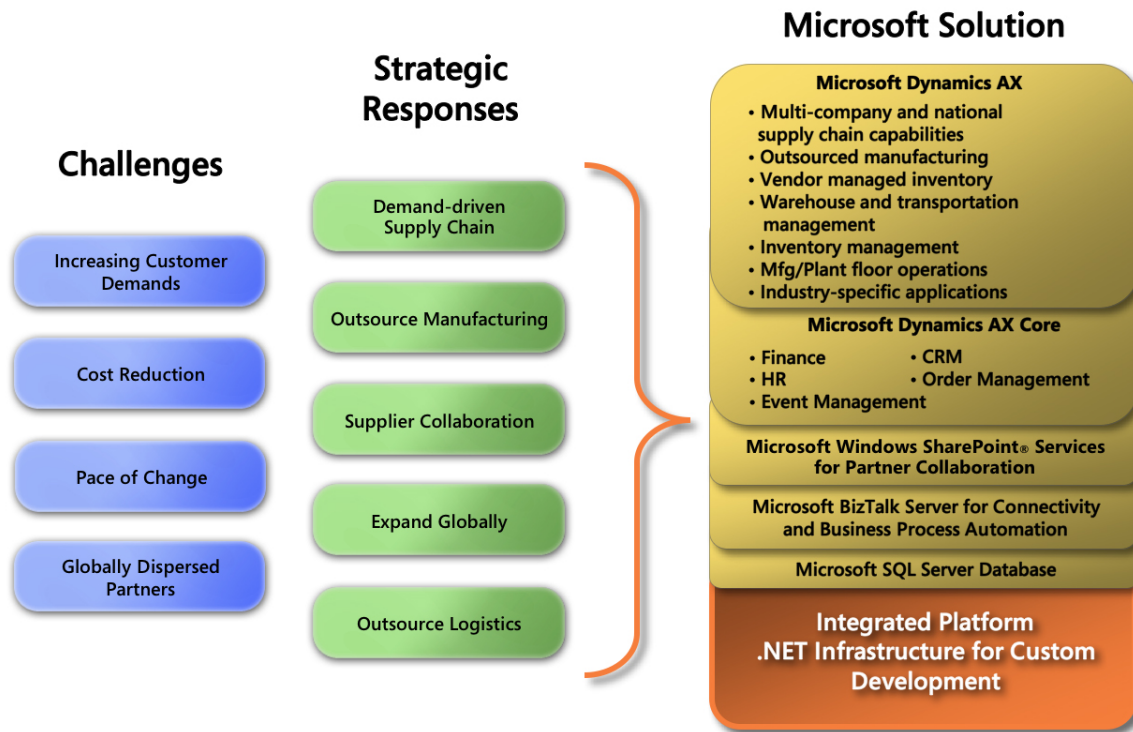 Challenges
Increasing Customer
Demands
Cost Reduction
Pace of Change
Globally Dispersed
Partners
Strategic
Responses
Demand-driven
Supply Chain
Outsource Manufacturing
Supplier Collaboration
Expand Globally
Outsource Logistics
Microsoft Solution
Microsoft Dynamics AX
• Multi-company and national
supply chain capabilities
• Outsourced manufacturing
• Vendor managed inventory
• Warehouse and transportation
management
• Inventory management
• Mfg/Plant floor operations
• Industry-specific applications
Microsoft Dynamics AX Core
• Finance
• HR
• Event Management
• CRM
• Order Management
Microsoft Windows SharePoint® Services
for Partner Collaboration
Microsoft BizTalk Server for Connectivity
and Business Process Automation
Microsoft SQL Server Database
Integrated Platform
.NET Infrastructure for Custom
Development